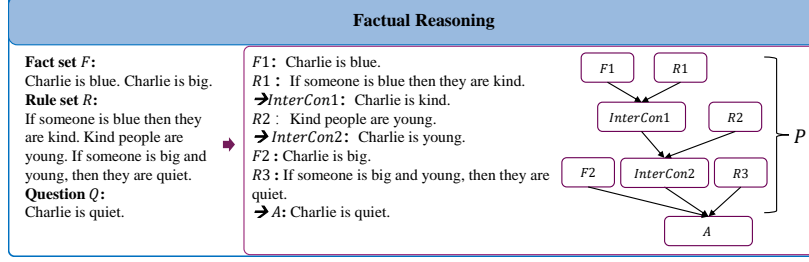 Factual Reasoning
Fact set F:
Charlie is blue. Charlie is big.
Rule set R:
If someone is blue then they
are kind. Kind people are
young. If someone is big and
young, then they are quiet.
Question Q:
Charlie is quiet.
F1: Charlie is blue.
R1 : If someone is blue then they are kind.
→InterCon1: Charlie is kind.
R2 : Kind people are young.
→InterCon2: Charlie is young.
F2 : Charlie is big.
R3 : If someone is big and young, then they are
quiet.
→ A: Charlie is quiet.
F1 R1
InterCon1 R2
F2 InterCon2 R3
A
P